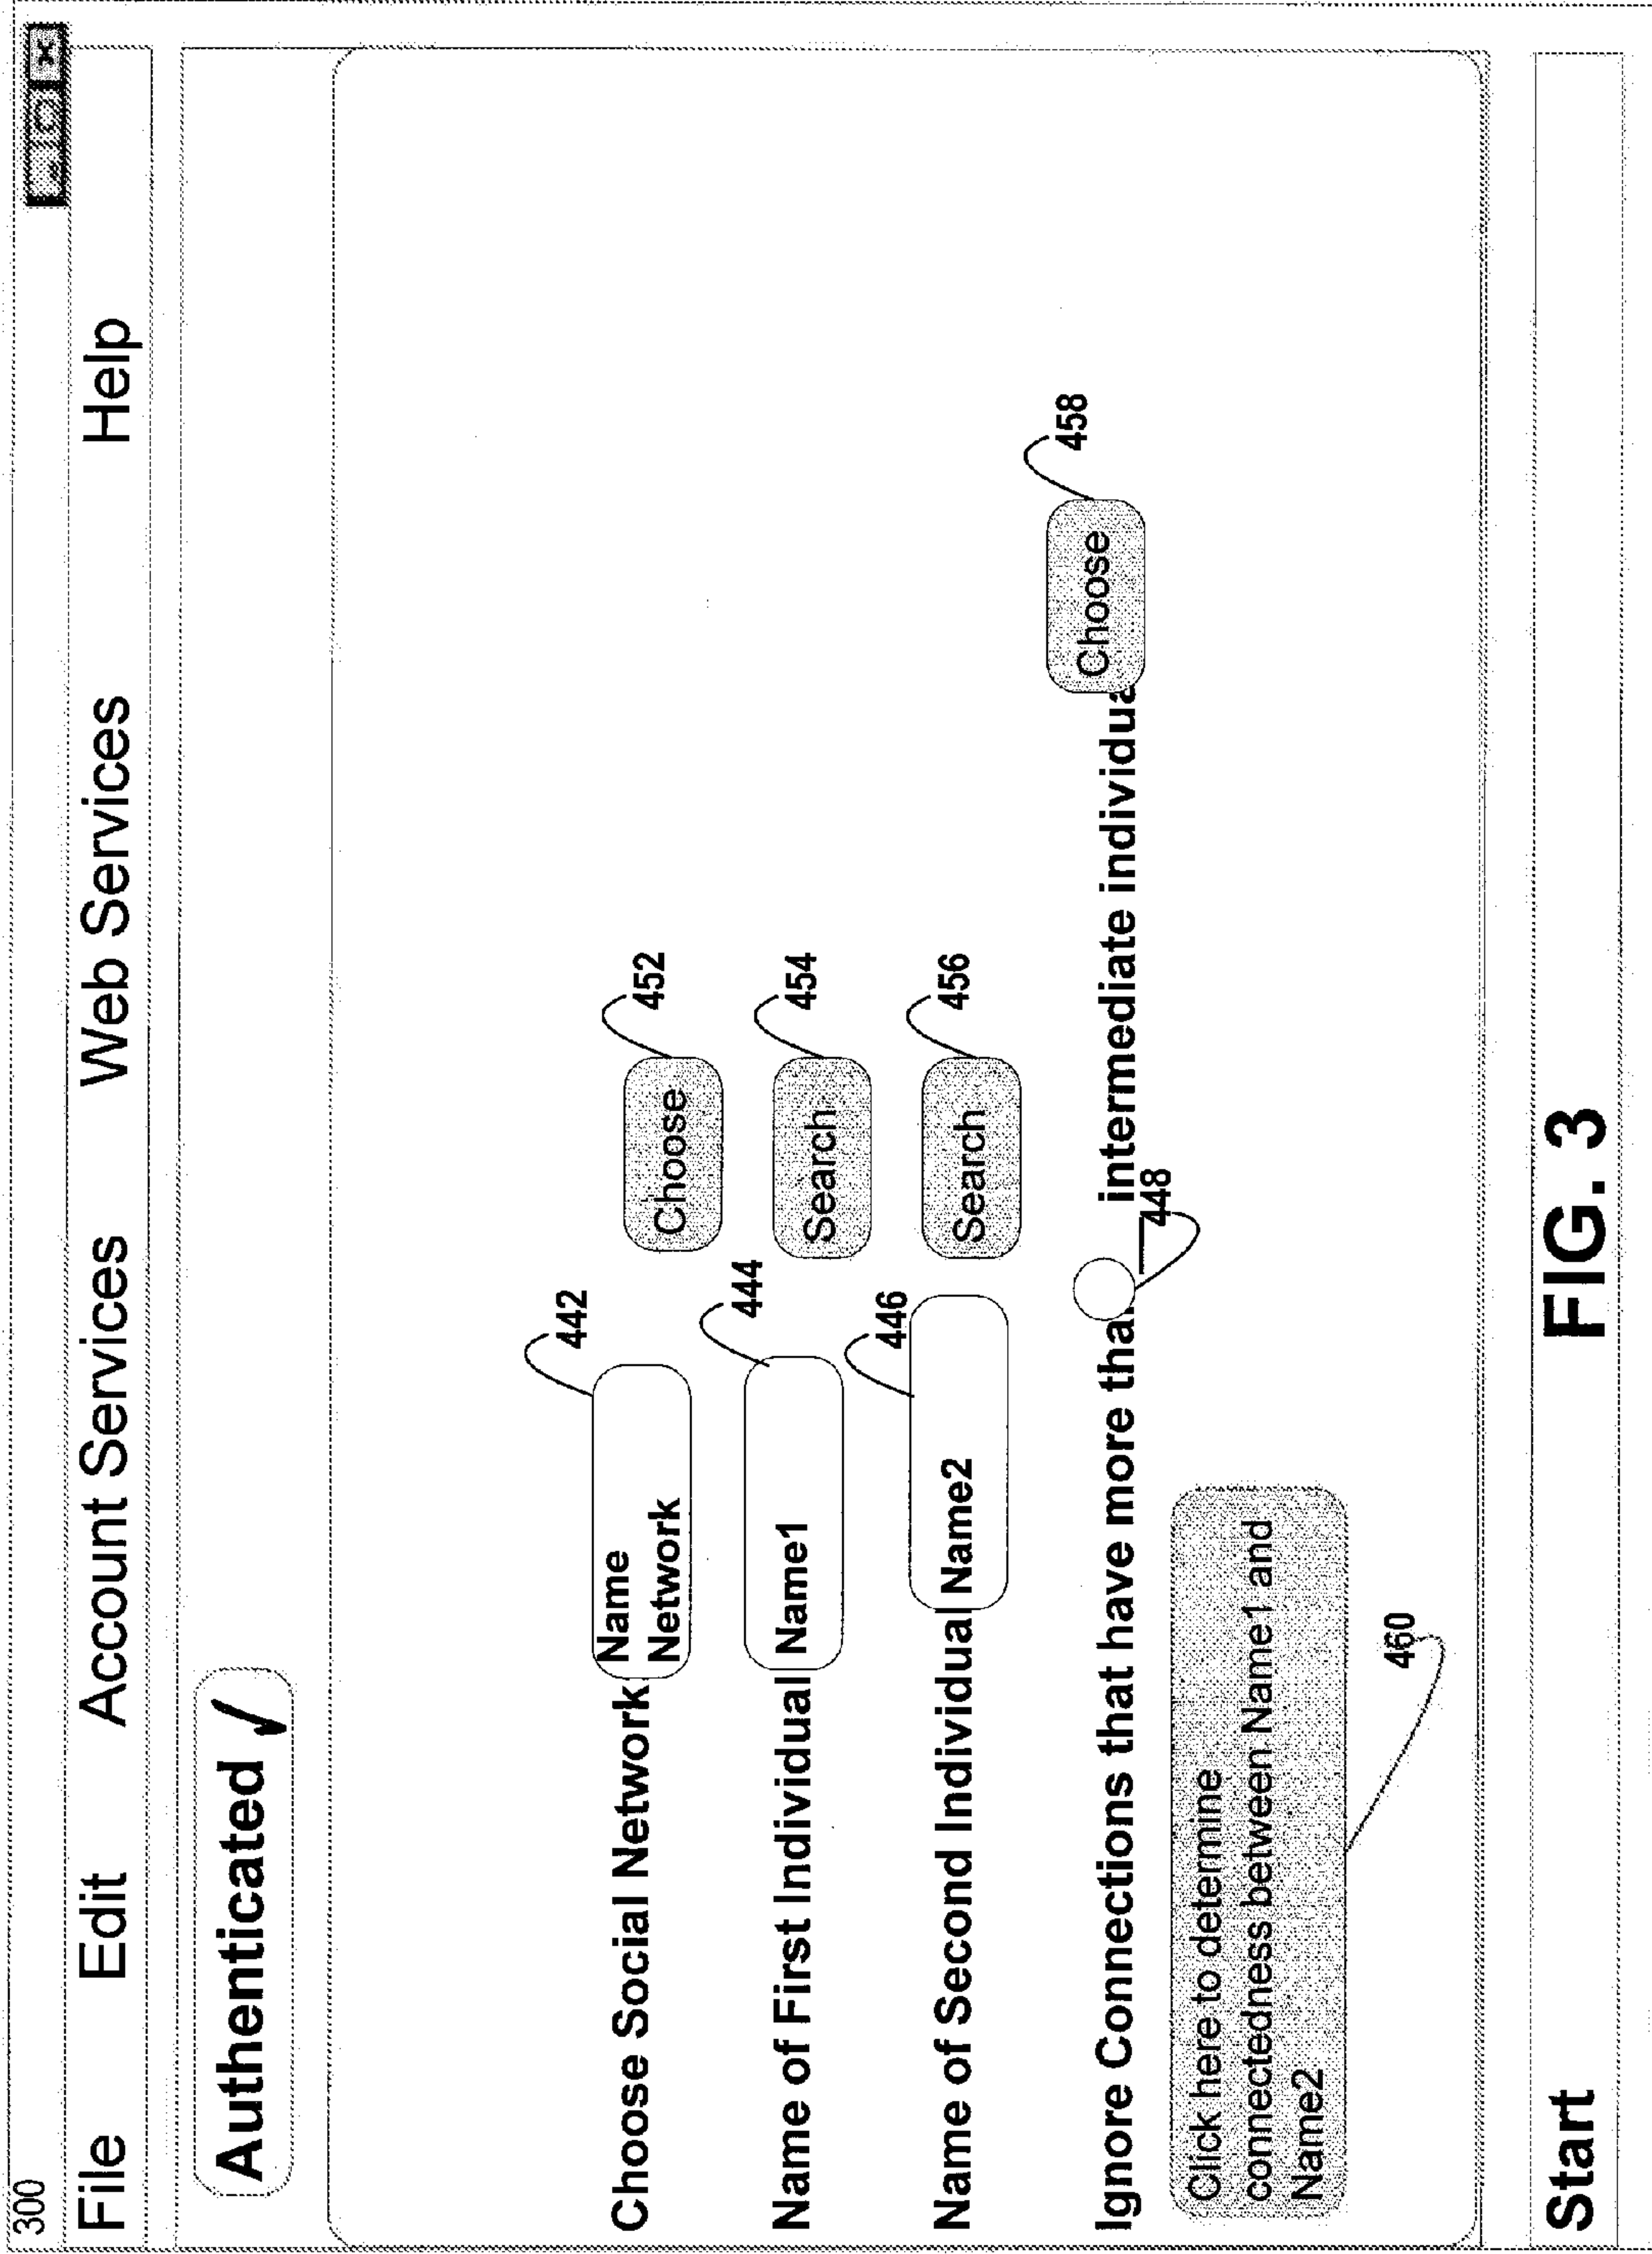 300
File Edit Account Services Web Services Help
Authenticated ✓
442
452
Choose Social Network Name Network Choose
444
454
Name of First Individual Name1 Search
446
456
Name of Second Individual Name2 Search
458
Ignore Connections that have more intermediate Choose
448
Click here to determine
connectedness between Name1 and
Name2
460
Start
FIG. 3